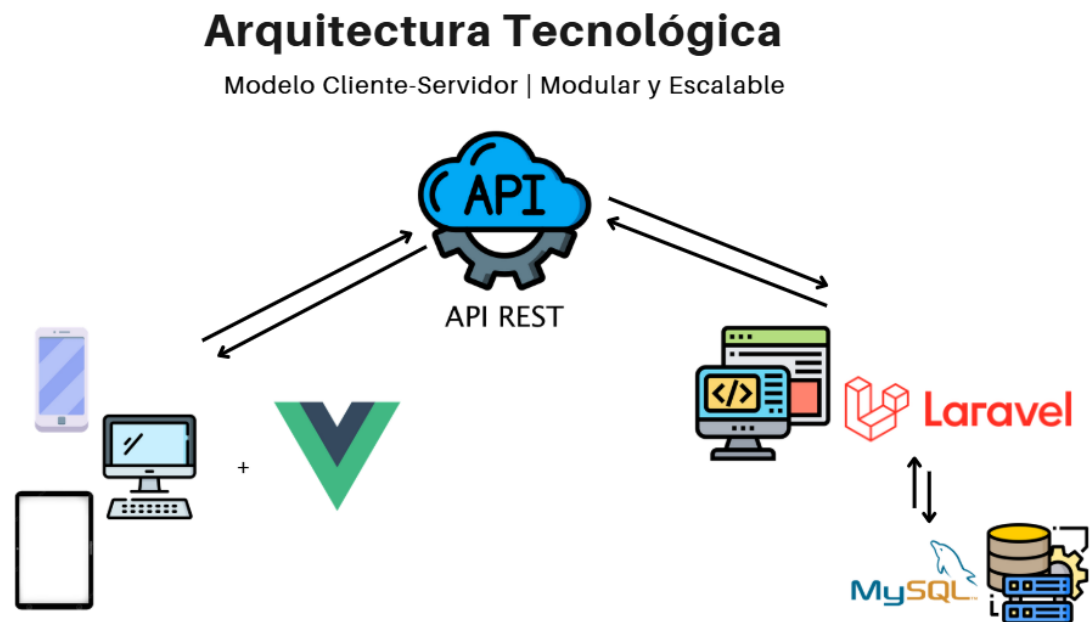 Arquitectura Tecnológica
Modelo Cliente-Servidor | Modular y Escalable
API
API REST
</>
+
Laravel
MySQL